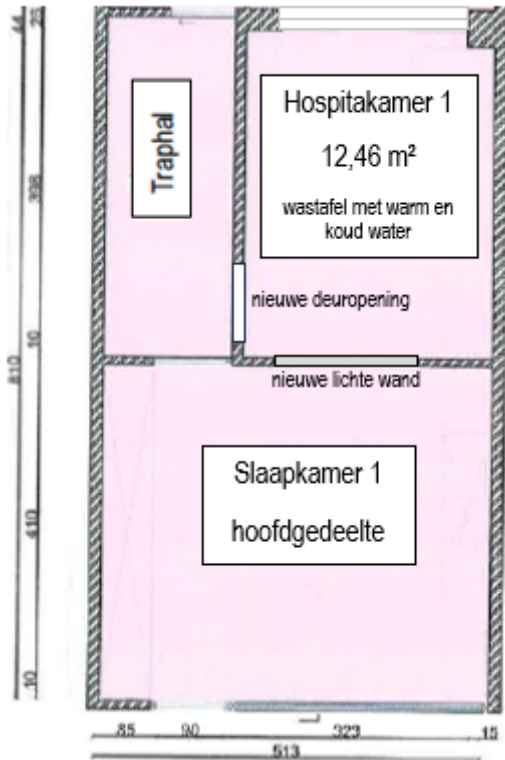 44
25
Traphal
Hospitakamer 1
12,46 m²
wastafel met warm en
koud water
398
nieuwe deuropening
10
810
nieuwe lichte wand
Slaapkamer 1
hoofdgedeelte
410
10
85 90 323 15
513